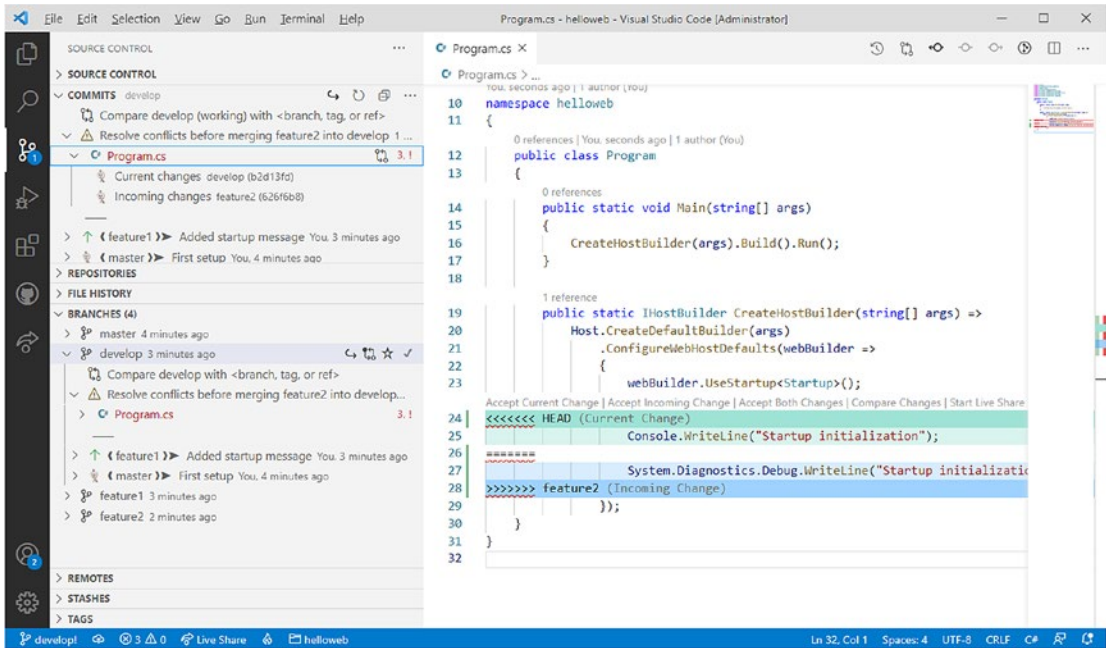 File Edit Selection View Go Run Terminal Help
Program.cs - helloweb - Visual Studio Code [Administrator]
SOURCE CONTROL
SOURCE CONTROL
COMMITS develop
Compare develop (working) with <branch, tag, or ref>
Resolve conflicts before merging feature2 into develop 1 ...
Program.cs 3, !
Current changes develop (b2d13fd)
Incoming changes feature2 (626f6b8)
(feature1) Added startup message You, 3 minutes ago
(master) First setup You, 4 minutes ago
REPOSITORIES
FILE HISTORY
BRANCHES (4)
master 4 minutes ago
develop 3 minutes ago
Compare develop with <branch, tag, or ref>
Resolve conflicts before merging feature2 into develop...
Program.cs 3, !
(feature1) Added startup message You, 3 minutes ago
(master) First setup You, 4 minutes ago
feature1 3 minutes ago
feature2 2 minutes ago
REMOTES
STASHES
TAGS
1
2
Program.cs
Program.cs > ...
You, seconds ago | 1 author (You)
10 namespace helloweb
11 {
0 references | You, seconds ago | 1 author (You)
12 public class Program
13 {
0 references
14 public static void Main(string[] args)
15 {
16 CreateHostBuilder(args).Build().Run();
17 }
18
1 reference
19 public static IHostBuilder CreateHostBuilder(string[] args) =>
20 Host.CreateDefaultBuilder(args)
21 .ConfigureWebHostDefaults(webBuilder =>
22 {
23 webBuilder.UseStartup<Startup>();
Accept Current Change | Accept Incoming Change | Accept Both Changes | Compare Changes | Start Live Share
24 <<<<<<< HEAD (Current Change)
25 Console.WriteLine("Startup initialization");
26 =======
27 System.Diagnostics.Debug.WriteLine("Startup initializatio
28 >>>>>>> feature2 (Incoming Change)
29 });
30 }
31 }
32
develop! 3 0 Live Share helloweb
Ln 32, Col 1 Spaces: 4 UTF-8 CRLF C#